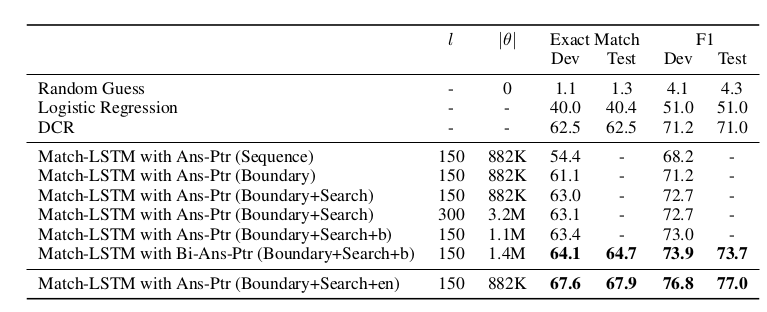 l |θ| Exact Match F1
Dev Test Dev Test
Random Guess - 0 1.1 1.3 4.1 4.3
Logistic Regression - - 40.0 40.4 51.0 51.0
DCR - - 62.5 62.5 71.2 71.0
Match-LSTM with Ans-Ptr (Sequence) 150 882K 54.4 - 68.2 -
Match-LSTM with Ans-Ptr (Boundary) 150 882K 61.1 - 71.2 -
Match-LSTM with Ans-Ptr (Boundary+Search) 150 882K 63.0 - 72.7 -
Match-LSTM with Ans-Ptr (Boundary+Search) 300 3.2M 63.1 - 72.7 -
Match-LSTM with Ans-Ptr (Boundary+Search+b) 150 1.1M 63.4 - 73.0 -
Match-LSTM with Bi-Ans-Ptr (Boundary+Search+b) 150 1.4M 64.1 64.7 73.9 73.7
Match-LSTM with Ans-Ptr (Boundary+Search+en) 150 882K 67.6 67.9 76.8 77.0